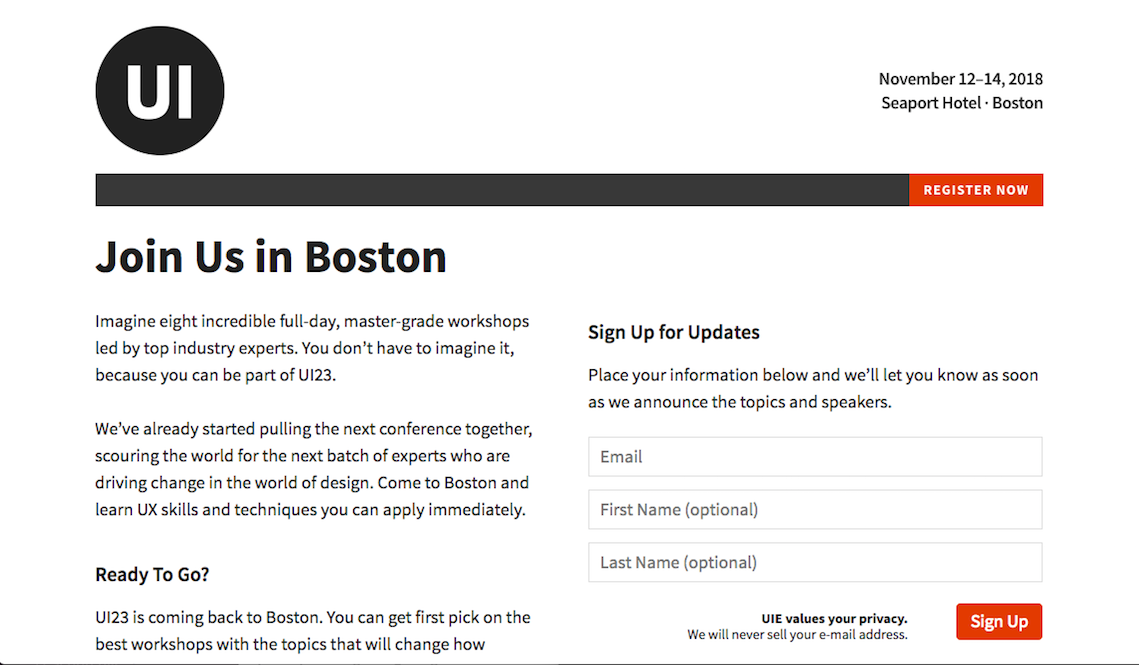 UI
November 12–14, 2018
Seaport Hotel · Boston
REGISTER NOW
Join Us in Boston
Imagine eight incredible full-day, master-grade workshops
led by top industry experts. You don’t have to imagine it,
because you can be part of UI23.
We’ve already started pulling the next conference together,
scouring the world for the next batch of experts who are
driving change in the world of design. Come to Boston and
learn UX skills and techniques you can apply immediately.
Ready To Go?
UI23 is coming back to Boston. You can get first pick on the
best workshops with the topics that will change how
Sign Up for Updates
Place your information below and we’ll let you know as soon
as we announce the topics and speakers.
Email
First Name (optional)
Last Name (optional)
UIE values your privacy.
We will never sell your e-mail address.
Sign Up